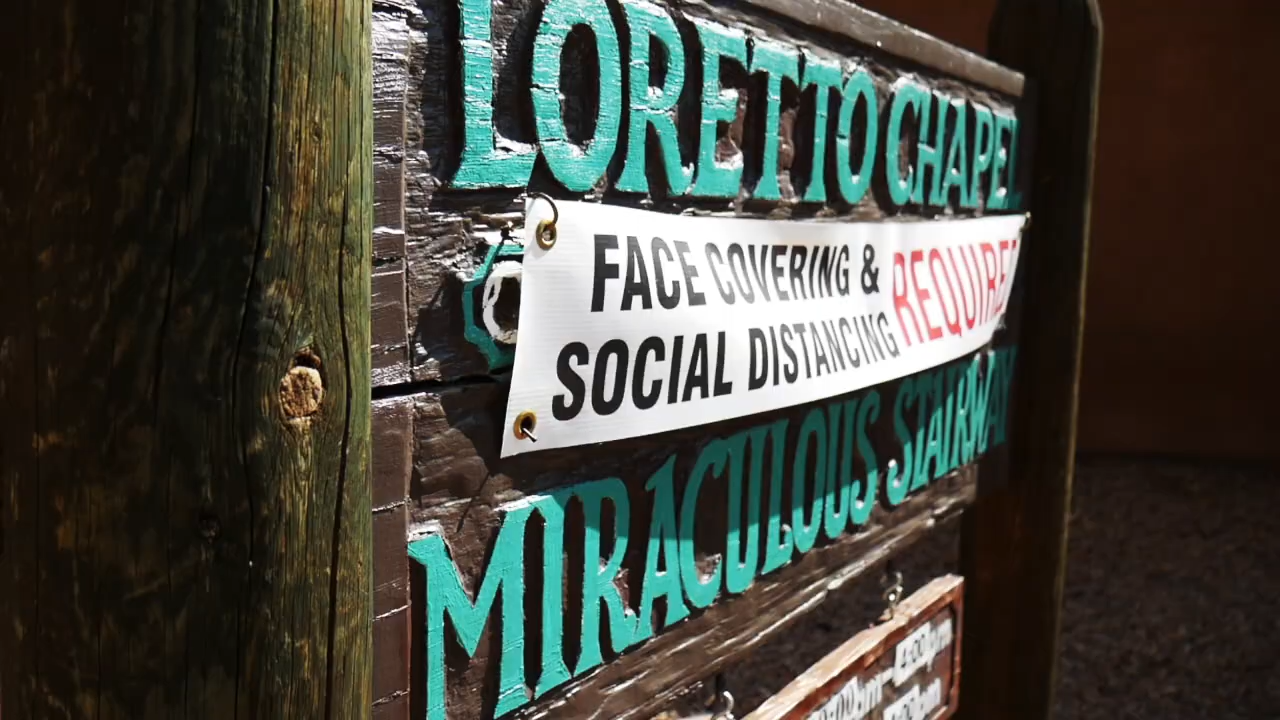 LORETTO CHAPEL
FACE COVERING & REQUIRED
SOCIAL DISTANCING
MIRACULOUS STAIRWAY